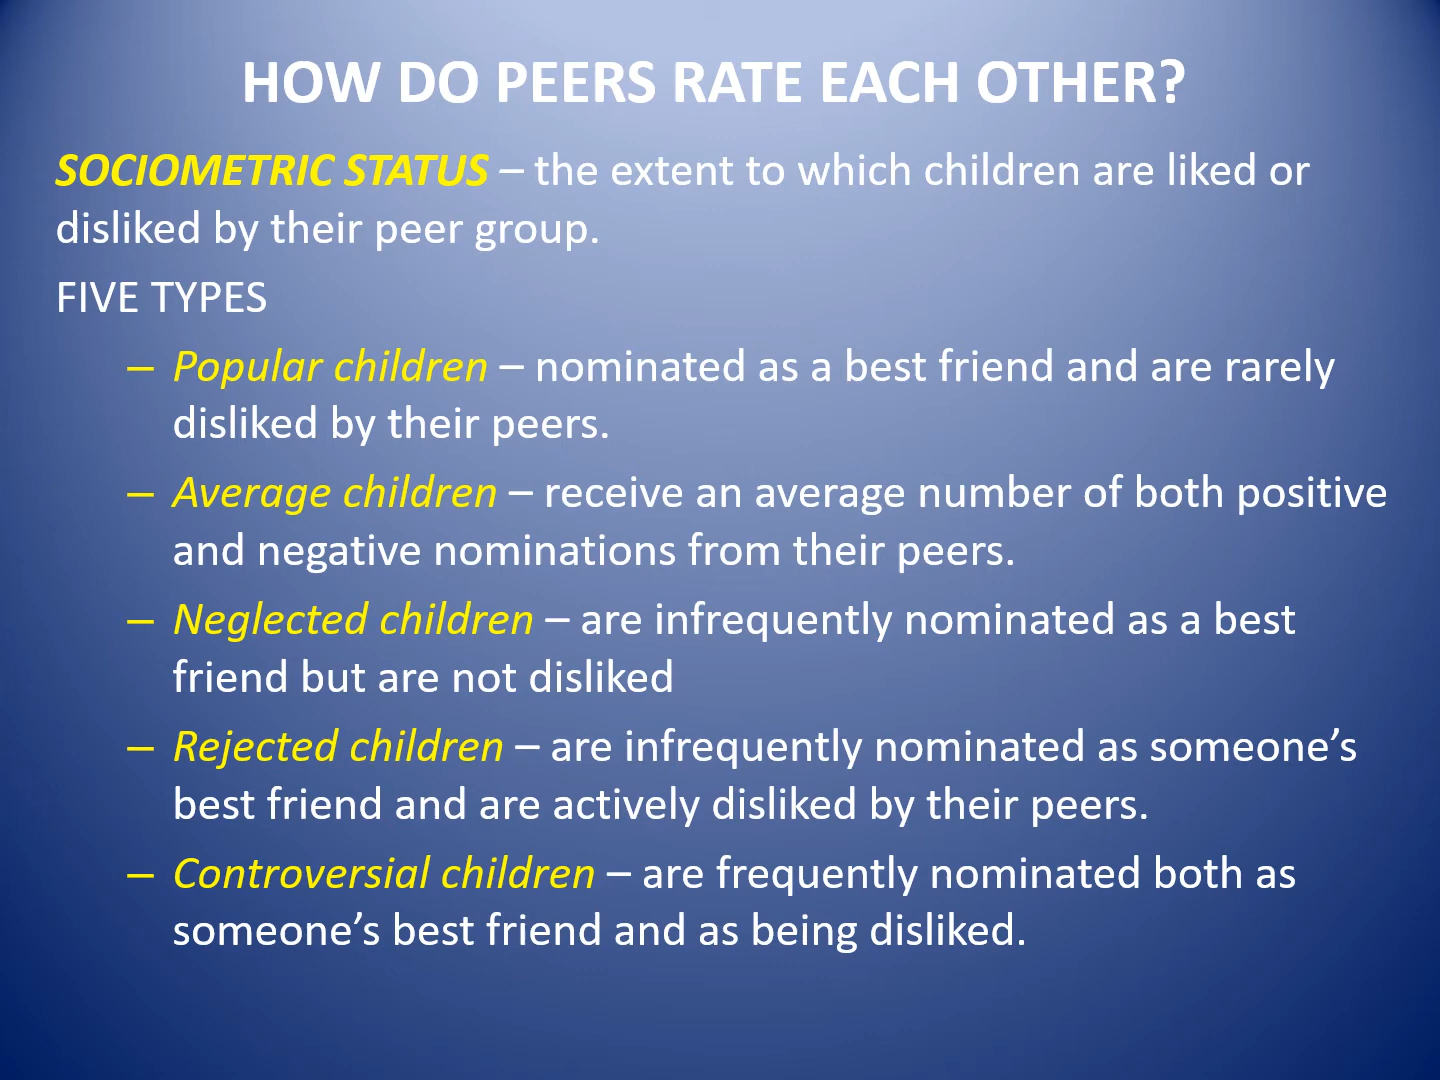 HOW DO PEERS RATE EACH OTHER?
SOCIOMETRIC STATUS – the extent to which children are liked or
disliked by their peer group.
FIVE TYPES
– Popular children – nominated as a best friend and are rarely
disliked by their peers.
– Average children – receive an average number of both positive
and negative nominations from their peers.
– Neglected children – are infrequently nominated as a best
friend but are not disliked
– Rejected children – are infrequently nominated as someone’s
best friend and are actively disliked by their peers.
– Controversial children – are frequently nominated both as
someone’s best friend and as being disliked.